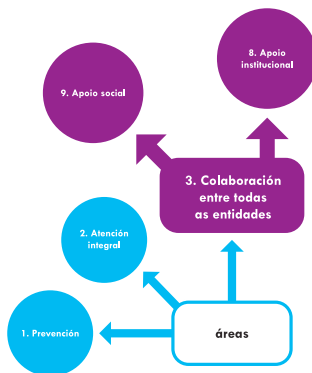 8. Apoio
institucional
9. Apoio social
3. Colaboración
entre todas
as entidades
2. Atención
integral
1. Prevención
áreas